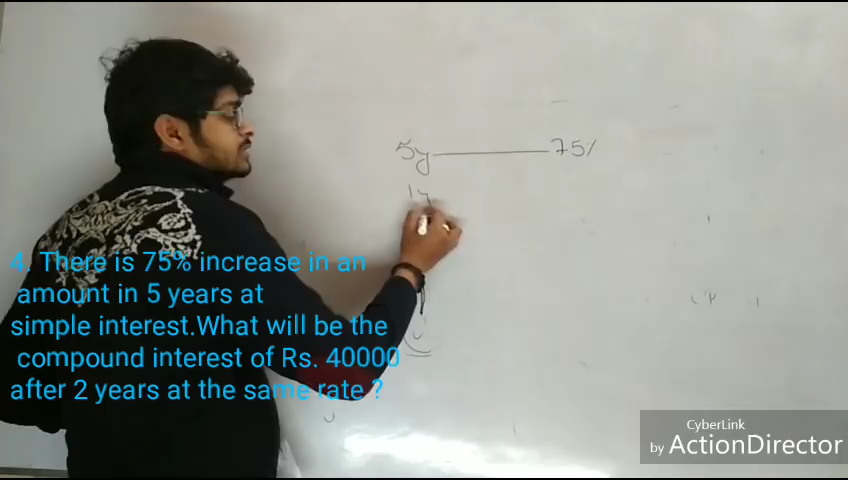 5y 75%
1y
4. There is 75% increase in an
amount in 5 years at
simple interest.What will be the
compound interest of Rs. 40000
after 2 years at the same rate ?
CyberLink
by ActionDirector